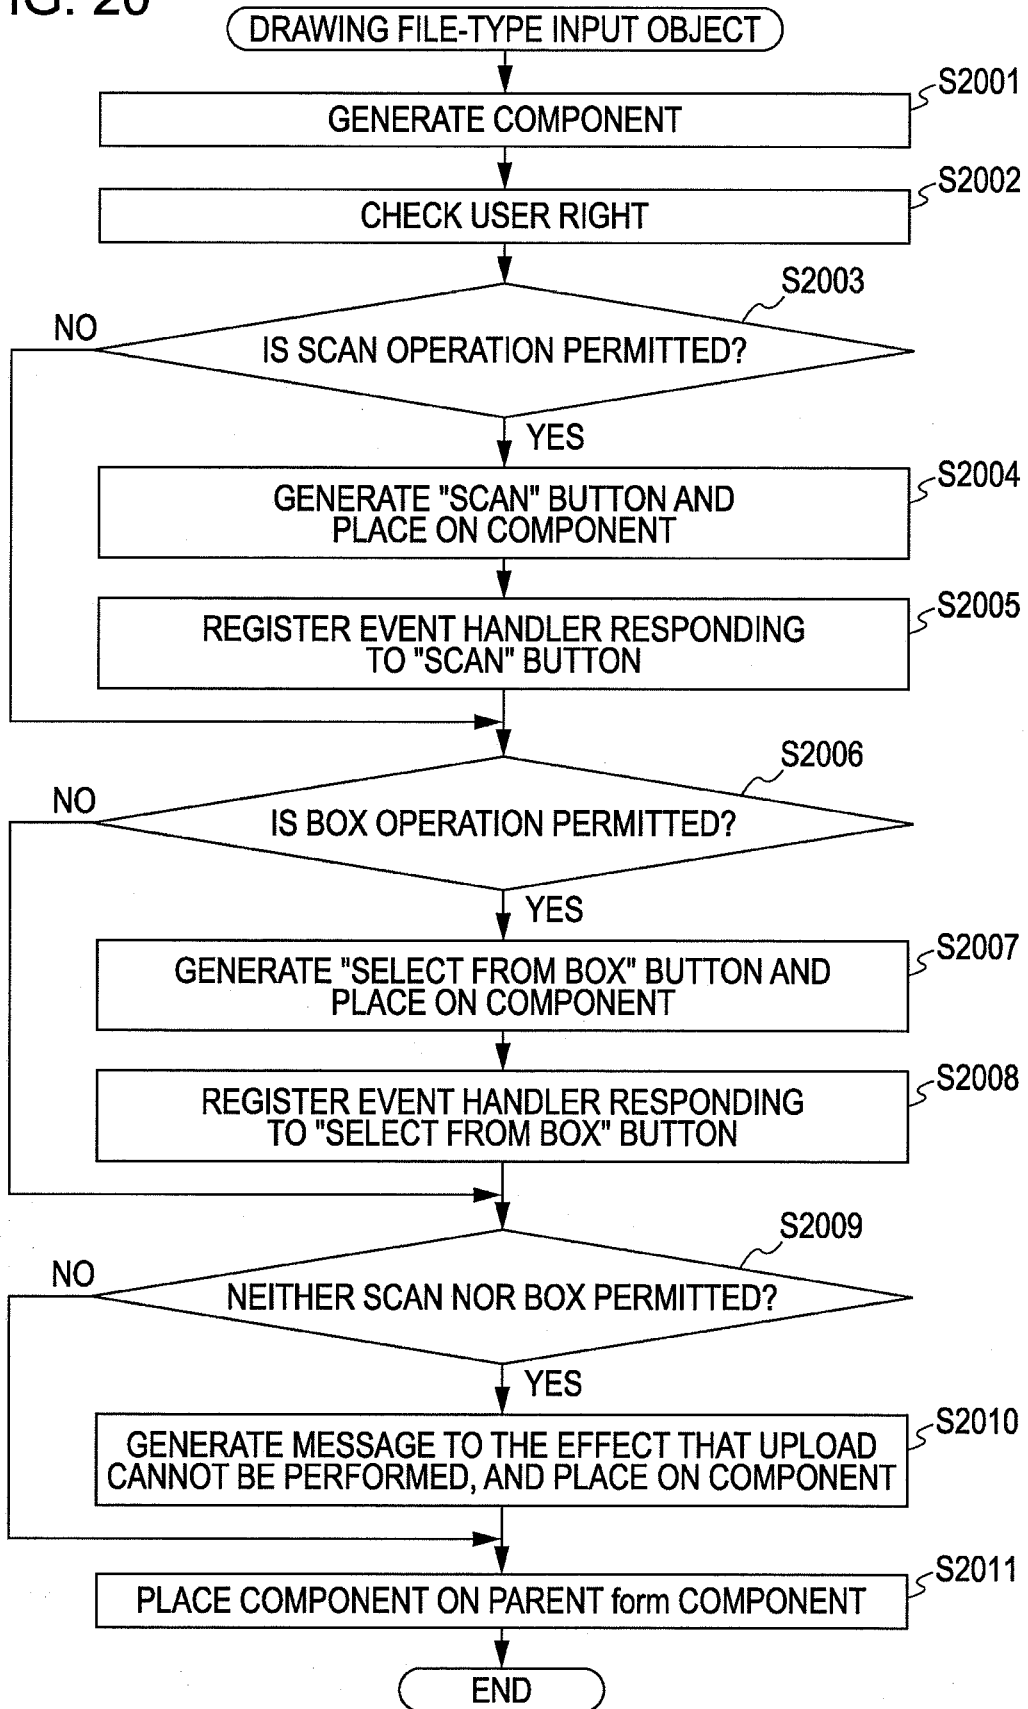 FIG. 20
DRAWING FILE-TYPE INPUT OBJECT
S2001
GENERATE COMPONENT
S2002
CHECK USER RIGHT
S2003
NO
IS SCAN OPERATION PERMITTED?
YES
S2004
GENERATE "SCAN" BUTTON AND
PLACE ON COMPONENT
S2005
REGISTER EVENT HANDLER RESPONDING
TO "SCAN" BUTTON
S2006
NO
IS BOX OPERATION PERMITTED?
YES
S2007
GENERATE "SELECT FROM BOX" BUTTON AND
PLACE ON COMPONENT
S2008
REGISTER EVENT HANDLER RESPONDING
TO "SELECT FROM BOX" BUTTON
S2009
NO
NEITHER SCAN NOR BOX PERMITTED?
YES
S2010
GENERATE MESSAGE TO THE EFFECT THAT UPLOAD
CANNOT BE PERFORMED, AND PLACE ON COMPONENT
S2011
PLACE COMPONENT ON PARENT form COMPONENT
END